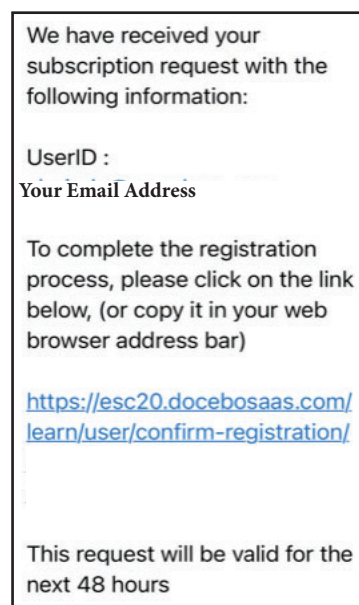 We have received your
subscription request with the
following information:
UserID :
Your Email Address
To complete the registration
process, please click on the link
below, (or copy it in your web
browser address bar)
https://esc20.docebosaas.com/
learn/user/confirm-registration/
This request will be valid for the
next 48 hours